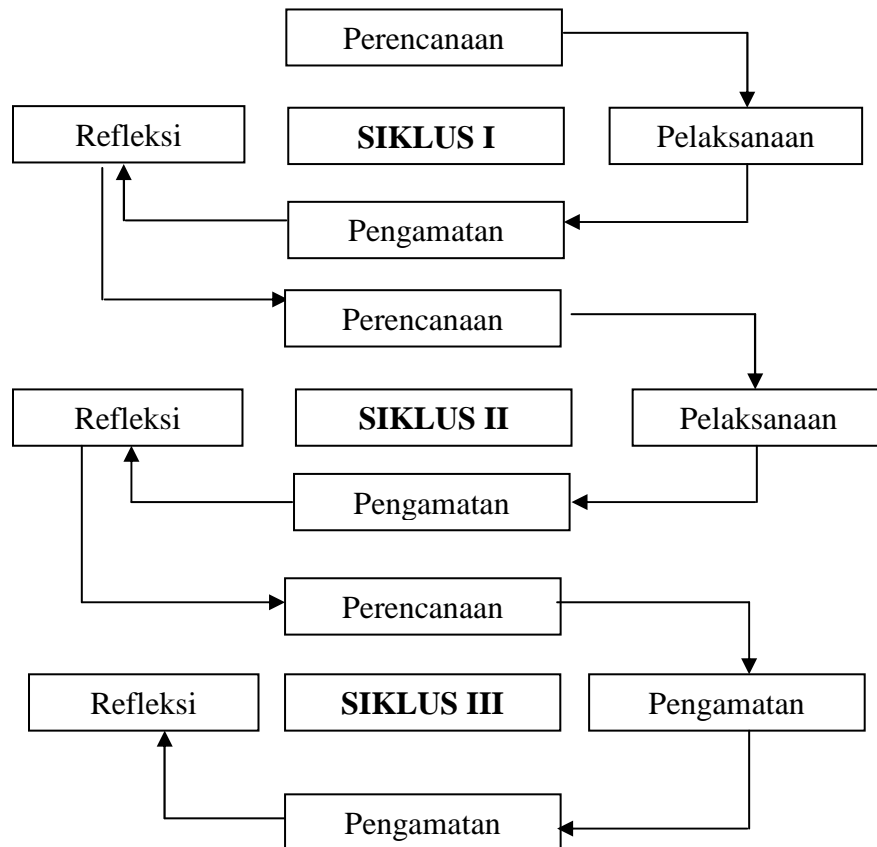 Perencanaan
Refleksi
SIKLUS I
Pelaksanaan
Pengamatan
Perencanaan
Refleksi
SIKLUS II
Pelaksanaan
Pengamatan
Perencanaan
Refleksi
SIKLUS III
Pengamatan
Pengamatan